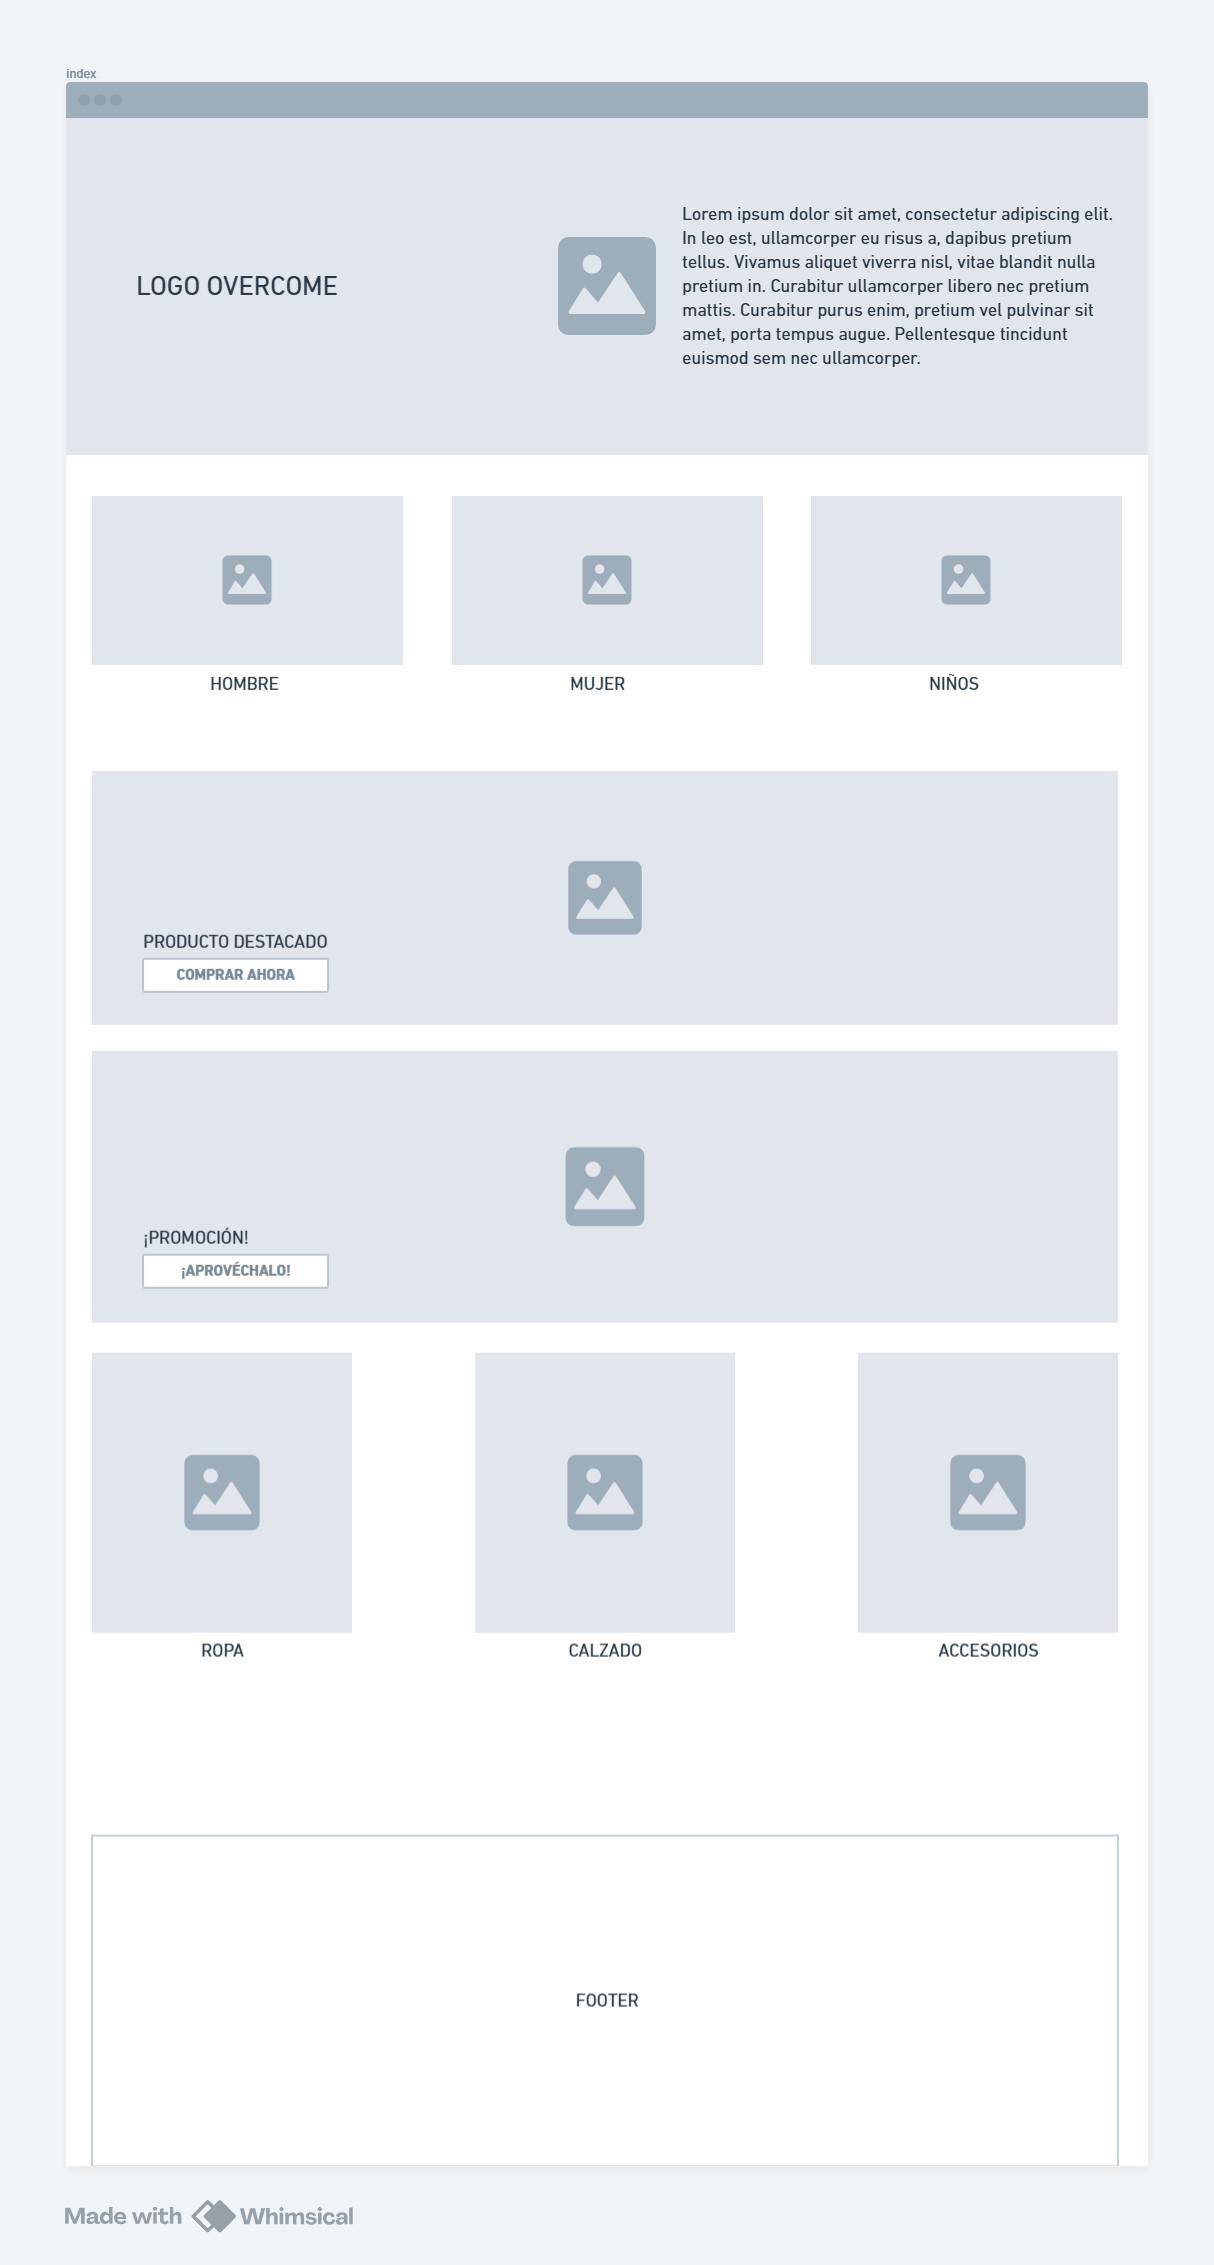 index
LOGO OVERCOME
Lorem ipsum dolor sit amet, consectetur adipiscing elit.
In leo est, ullamcorper eu risus a, dapibus pretium
tellus. Vivamus aliquet viverra nisl, vitae blandit nulla
pretium in. Curabitur ullamcorper libero nec pretium
mattis. Curabitur purus enim, pretium vel pulvinar sit
amet, porta tempus augue. Pellentesque tincidunt
euismod sem nec ullamcorper.
HOMBRE
MUJER
NIÑOS
PRODUCTO DESTACADO
COMPRAR AHORA
¡PROMOCIÓN!
¡APROVÉCHALO!
ROPA
CALZADO
ACCESORIOS
FOOTER
Made with Whimsical